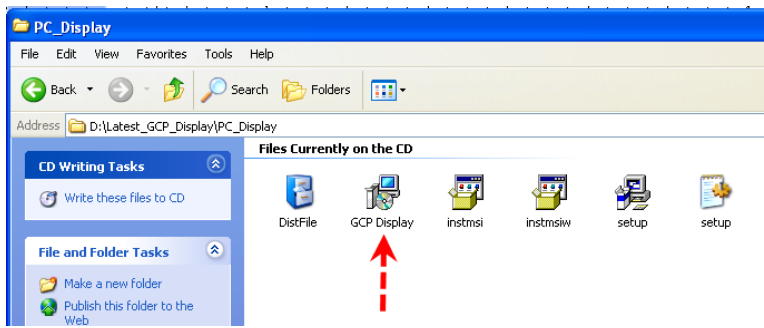 PC_Display
File Edit View Favorites Tools Help
Back Search Folders
Address D:\Latest_GCP_Display\PC_Display
Files Currently on the CD
CD Writing Tasks
Write these files to CD
DistFile GCP Display instmsi instmsiw setup setup
File and Folder Tasks
Make a new folder
Publish this folder to the
Web